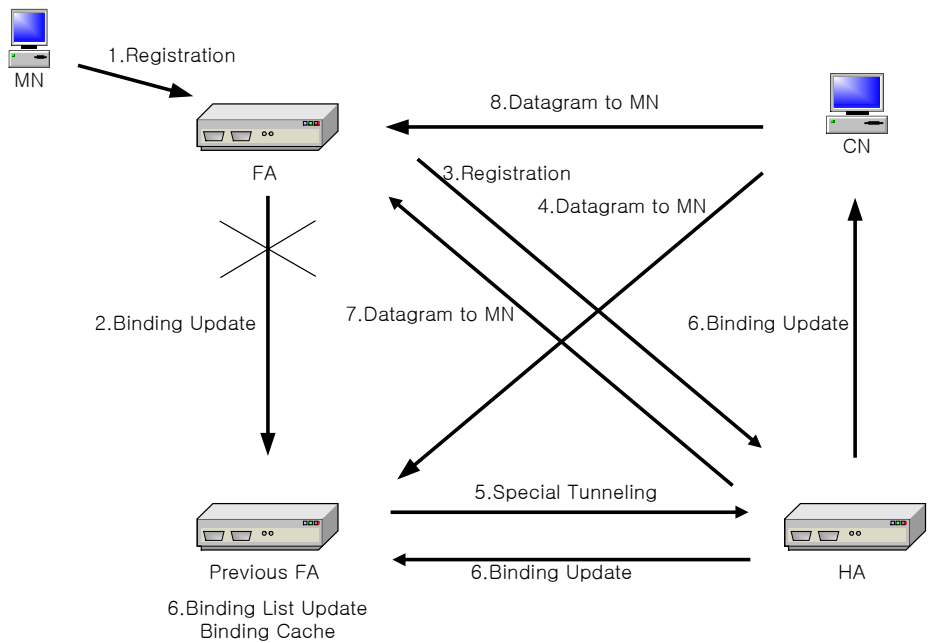 MN
1.Registration
8.Datagram to MN
CN
FA
3.Registration
4.Datagram to MN
2.Binding Update
7.Datagram to MN
6.Binding Update
5.Special Tunneling
Previous FA
6.Binding Update
HA
6.Binding List Update
Binding Cache